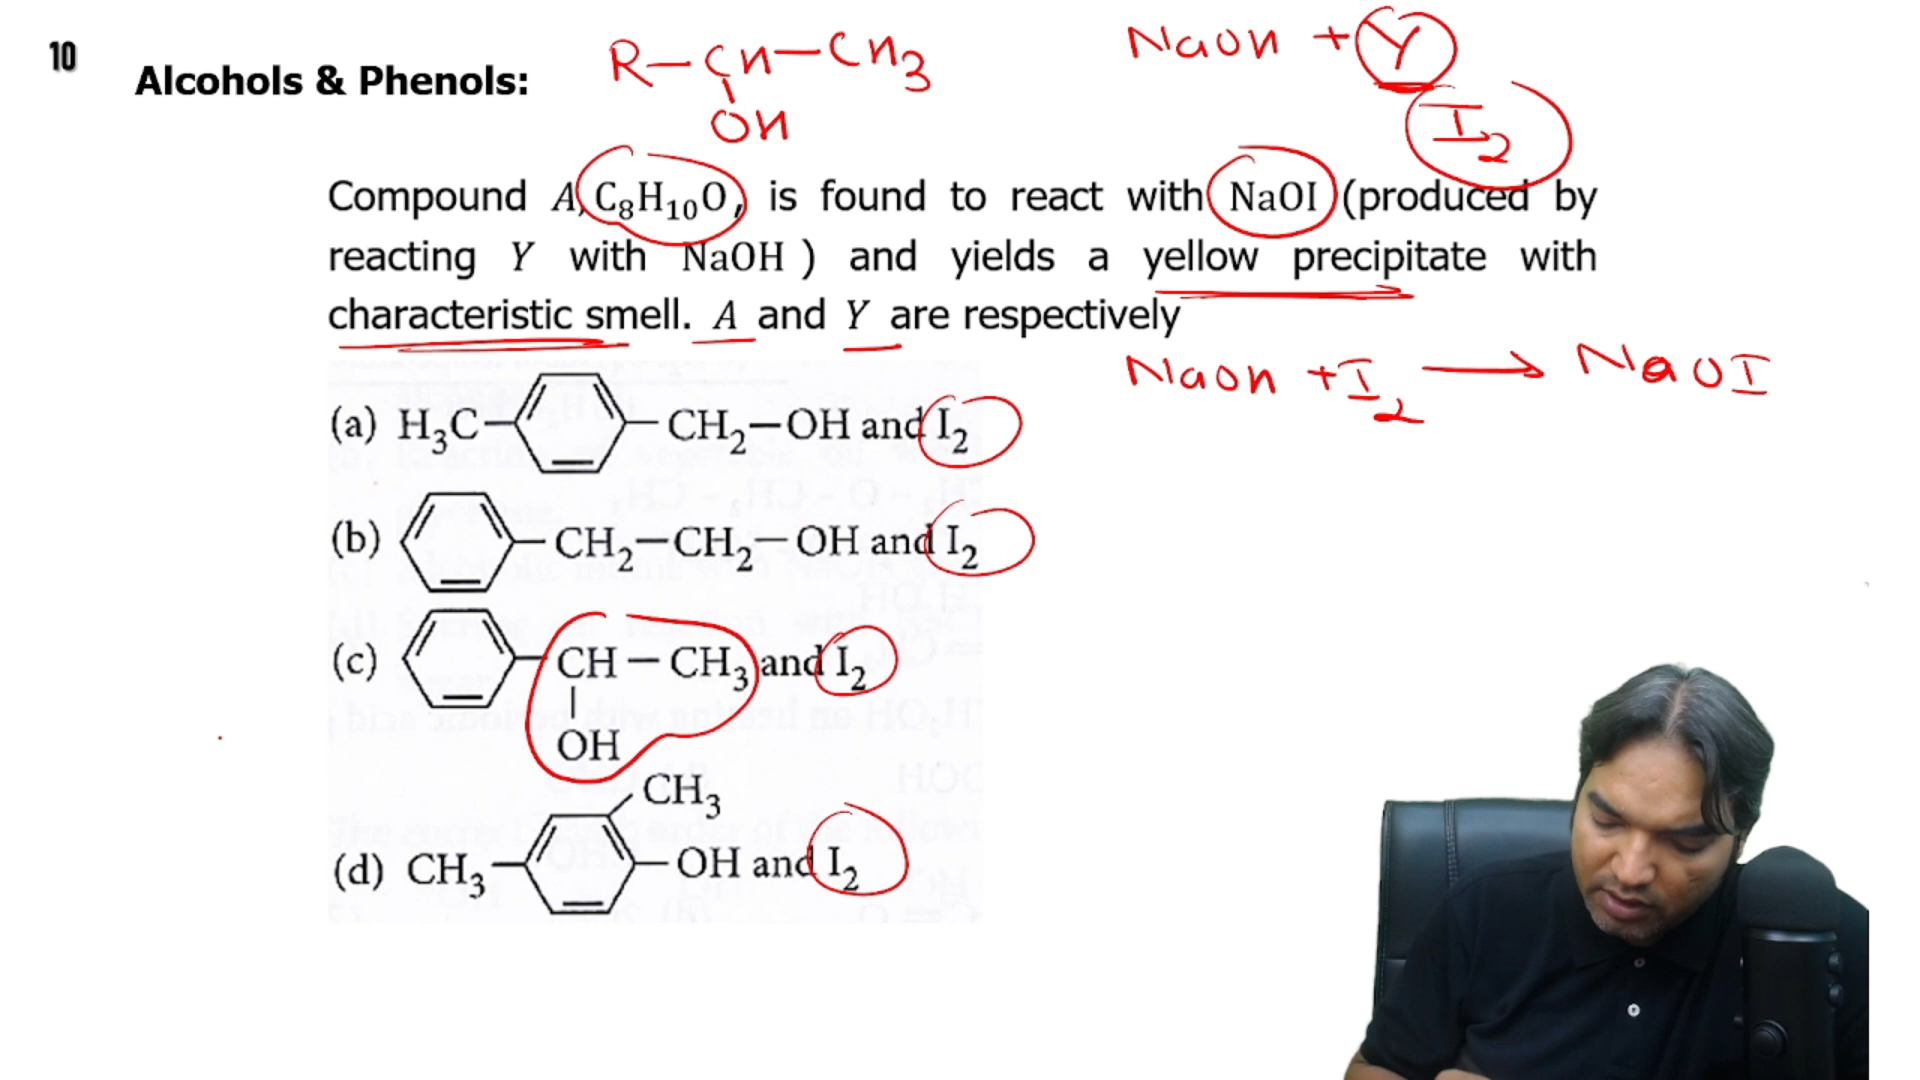 10
Alcohols & Phenols:
R—CH—CH3
OH
NaOH + Y
I2
Compound A, C₈H₁₀O, is found to react with NaOI (produced by
reacting Y with NaOH ) and yields a yellow precipitate with
characteristic smell. A and Y are respectively
NaOH + I2 → NaOI
(a) H₃C— —CH₂—OH and I₂
(b) —CH₂—CH₂—OH and I₂
(c) —CH — CH₃ and I₂
OH
CH₃
(d) CH₃— —OH and I₂